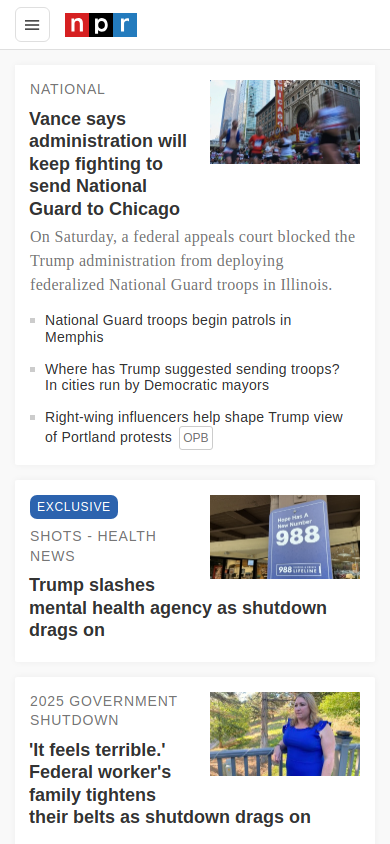 npr
NATIONAL
Vance says
administration will
keep fighting to
send National
Guard to Chicago
On Saturday, a federal appeals court blocked the
Trump administration from deploying
federalized National Guard troops in Illinois.
National Guard troops begin patrols in
Memphis
Where has Trump suggested sending troops?
In cities run by Democratic mayors
Right-wing influencers help shape Trump view
of Portland protests OPB
CHICAGO
EXCLUSIVE
SHOTS - HEALTH
NEWS
Trump slashes
mental health agency as shutdown
drags on
Hope Has A
New Number
988
988
LIFELINE
2025 GOVERNMENT
SHUTDOWN
'It feels terrible.'
Federal worker's
family tightens
their belts as shutdown drags on